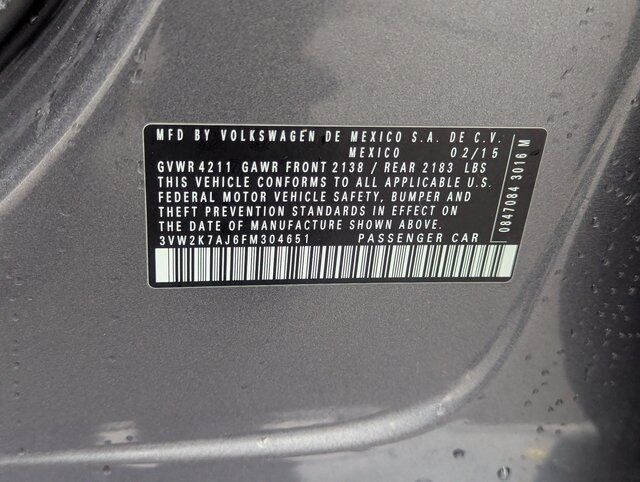 MFD BY VOLKSWAGEN DE MEXICO S.A. DE C.V.
MEXICO 02/15
GVWR 4211 GAWR FRONT 2138 / REAR 2183 LBS
THIS VEHICLE CONFORMS TO ALL APPLICABLE U.S.
FEDERAL MOTOR VEHICLE SAFETY, BUMPER AND
THEFT PREVENTION STANDARDS IN EFFECT ON
THE DATE OF MANUFACTURE SHOWN ABOVE.
3VW2K7AJ6FM304651 PASSENGER CAR
0847084 3016 M